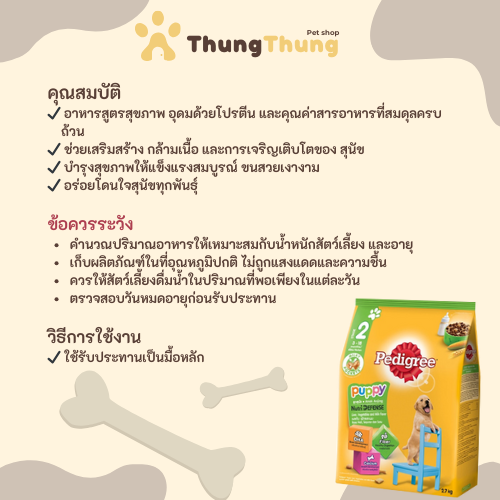 Pet shop
ThungThung
คุณสมบัติ
อาหารสูตรสุขภาพ อุดมด้วยโปรตีน และคุณค่าสารอาหารที่สมดุลครบ
ถ้วน
ช่วยเสริมสร้าง กล้ามเนื้อ และการเจริญเติบโตของ สุนัข
บำรุงสุขภาพให้แข็งแรงสมบูรณ์ ขนสวยเงางาม
อร่อยโดนใจสุนัขทุกพันธุ์
ข้อควรระวัง
คำนวณปริมาณอาหารให้เหมาะสมกับน้ำหนักสัตว์เลี้ยง และอายุ
เก็บผลิตภัณฑ์ในที่อุณหภูมิปกติ ไม่ถูกแสงแดดและความชื้น
ควรให้สัตว์เลี้ยงดื่มน้ำในปริมาณที่พอเพียงในแต่ละวัน
ตรวจสอบวันหมดอายุก่อนรับประทาน
วิธีการใช้งาน
ใช้รับประทานเป็นมื้อหลัก
2
Pedigree
puppy